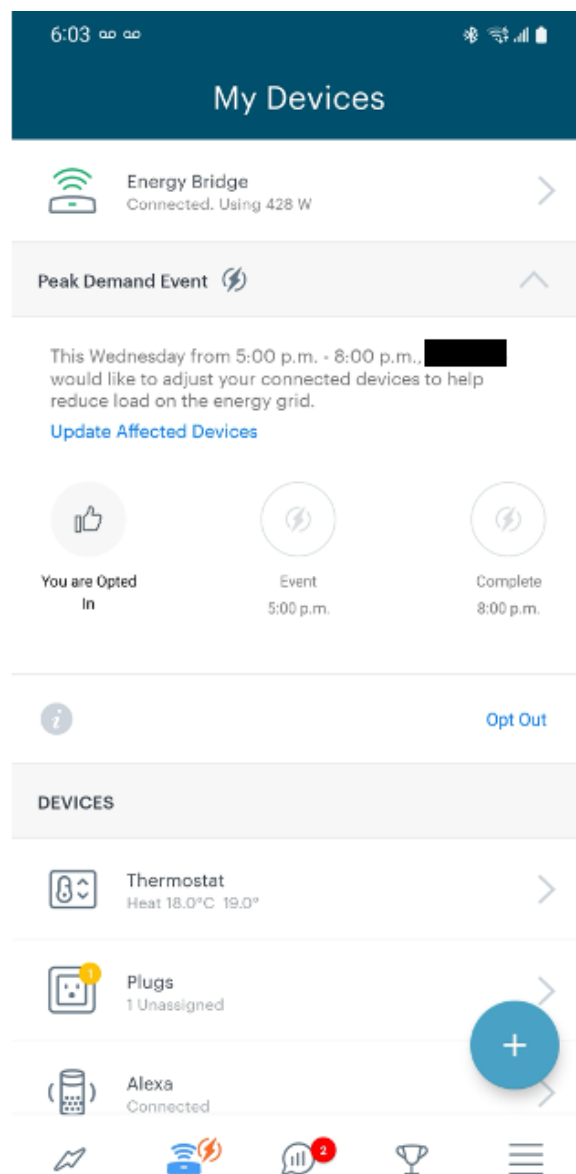 6:03
My Devices
Energy Bridge
Connected. Using 428 W
Peak Demand Event
This Wednesday from 5:00 p.m. - 8:00 p.m.,
would like to adjust your connected devices to help
reduce load on the energy grid.
Update Affected Devices
You are Opted
In
Event
5:00 p.m.
Complete
8:00 p.m.
Opt Out
DEVICES
Thermostat
Heat 18.0°C 19.0°
Plugs
1 Unassigned
1
Alexa
Connected
2